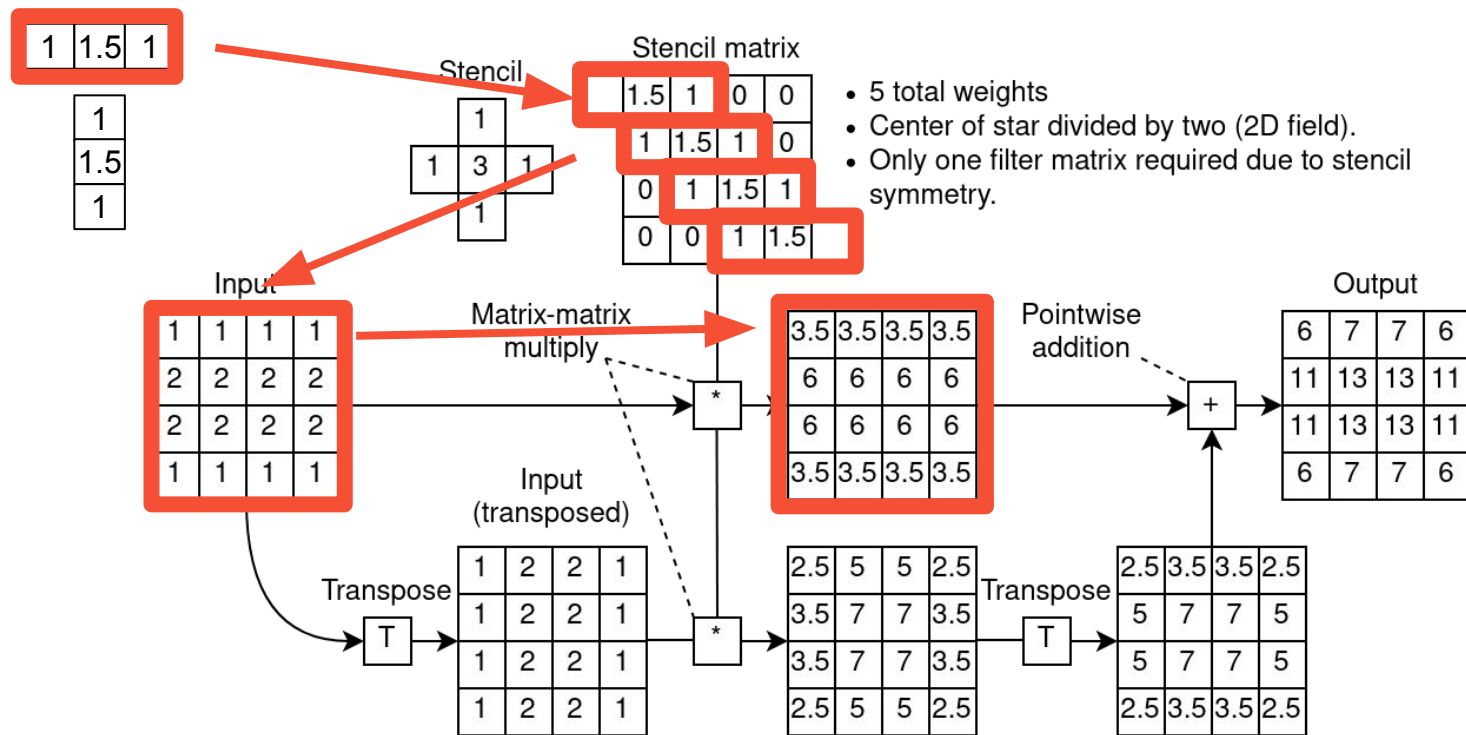 1 1.5 1
1
1.5
1
Stencil
1
1 3 1
1
Stencil matrix
1.5 1 0 0
1 1.5 1 0
0 1 1.5 1
0 0 1 1.5
• 5 total weights
• Center of star divided by two (2D field).
• Only one filter matrix required due to stencil
symmetry.
Input
1 1 1 1
2 2 2 2
2 2 2 2
1 1 1 1
Matrix-matrix
multiply
*
3.5 3.5 3.5 3.5
6 6 6 6
6 6 6 6
3.5 3.5 3.5 3.5
Pointwise
addition
+
Output
6 7 7 6
11 13 13 11
11 13 13 11
6 7 7 6
Transpose
T
Input
(transposed)
1 2 2 1
1 2 2 1
1 2 2 1
1 2 2 1
*
2.5 5 5 2.5
3.5 7 7 3.5
3.5 7 7 3.5
2.5 5 5 2.5
Transpose
T
2.5 3.5 3.5 2.5
5 7 7 5
5 7 7 5
2.5 3.5 3.5 2.5